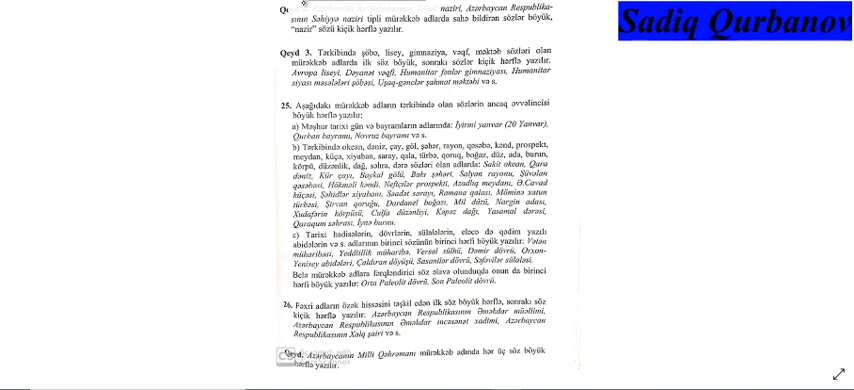 Sadiq Qurbanov
naziri, Azərbaycan Respublika-
sının Səhiyyə naziri tipli mürəkkəb adlarda sahə bildirən sözlər böyük,
“nazir” sözü kiçik hərflə yazılır.
Qeyd 3. Tərkibində şöbə, lisey, gimnaziya, vəqf, məktəb sözləri olan
mürəkkəb adlarda ilk söz böyük, sonrakı sözlər kiçik hərflə yazılır.
Avropa liseyi, Dəyanət vəqfi, Humanitar fənlər gimnaziyası, Humanitar
siyası məsələləri şöbəsi, Uşaq-gənclər şahmat məktəbi və s.
25. Aşağıdakı mürəkkəb adların tərkibində olan sözlərin ancaq əvvəlincisi
böyük hərflə yazılır:
a) Məşhur tarixi gün və bayramların adlarında: İyirmi yanvar (20 Yanvar),
Qurban bayramı, Novruz bayramı və s.
b) Tərkibində okean, dəniz, çay, göl, şəhər, rayon, qəsəbə, kənd, prospekt,
meydan, küçə, xiyaban, saray, qala, türbə, qoruq, boğaz, düz, ada, burun,
körpü, düzənlik, dağ, səhra, dərə sözləri olan adlarda: Sakit okean, Qara
dəniz, Kür çayı, Baykal gölü, Bakı şəhəri, Salyan rayonu, Şüvəlan
qəsəbəsi, Hökməli kəndi, Neftçilər prospekti, Azadlıq meydanı, Ə.Cavad
küçəsi, Şəhidlər xiyabanı, Səadət sarayı, Ramana qalası, Möminə xatun
türbəsi, Şirvan qoruğu, Dardanel boğazı, Mil düzü, Nargin adası,
Xudafərin körpüsü, Culfa düzənliyi, Kəpəz dağı, Yasamal dərəsi,
Qaraqum səhrası, İynə burnu.
c) Tarixi hadisələrin, dövrlərin, sülalələrin, eləcə də qədim yazılı
abidələrin və s. adlarının birinci sözünün birinci hərfi böyük yazılır: Vətən
müharibəsi, Yeddiillik müharibə, Versal sülhü, Dəmir dövrü, Orxon-
Yenisey abidələri, Çaldıran döyüşü, Sasanilər dövrü, Səfəvilər sülaləsi.
Belə mürəkkəb adlara fərqləndirici söz əlavə olunduqda onun da birinci
hərfi böyük yazılır: Orta Paleolit dövrü, Son Paleolit dövrü.
26. Fəxri adların özək hissəsini təşkil edən ilk söz böyük hərflə, sonrakı söz
kiçik hərflə yazılır: Azərbaycan Respublikasının Əməkdar müəllimi,
Azərbaycan Respublikasının Əməkdar incəsənət xadimi, Azərbaycan
Respublikasının Xalq şairi və s.
Qeyd. Azərbaycanın Milli Qəhrəmanı mürəkkəb adında hər üç söz böyük
hərflə yazılır.
CS